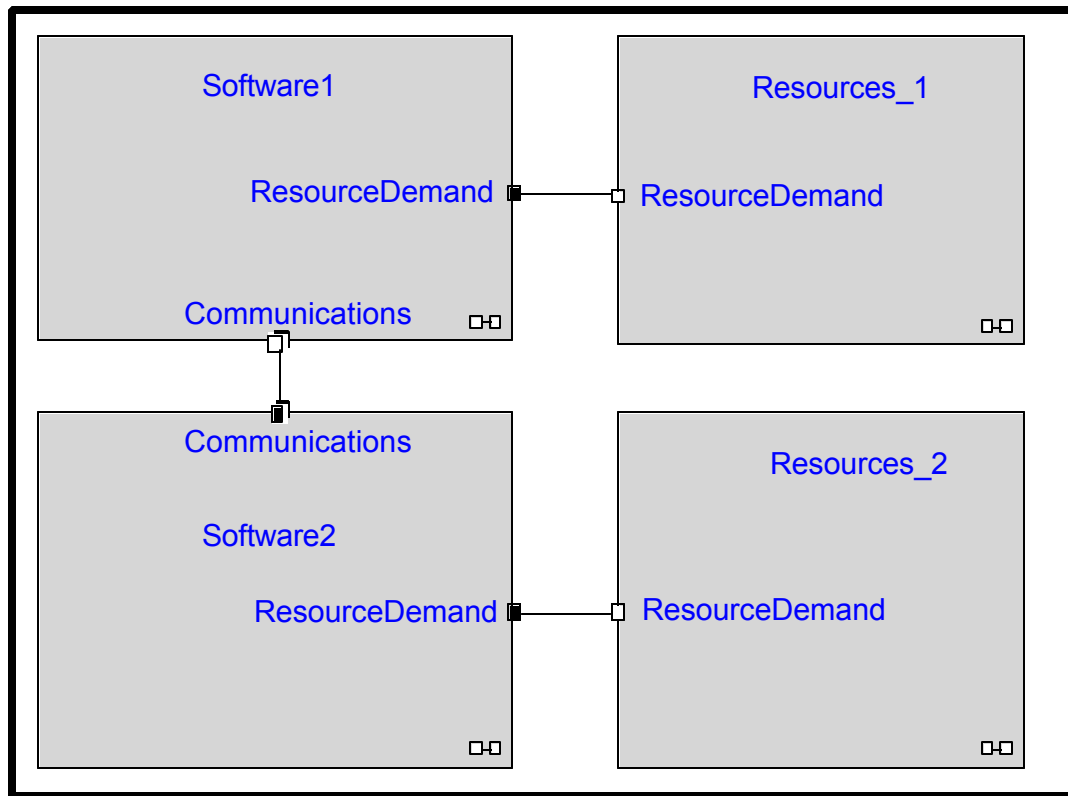 Software1
Resources_1
ResourceDemand
ResourceDemand
Communications
Communications
Resources_2
Software2
ResourceDemand
ResourceDemand